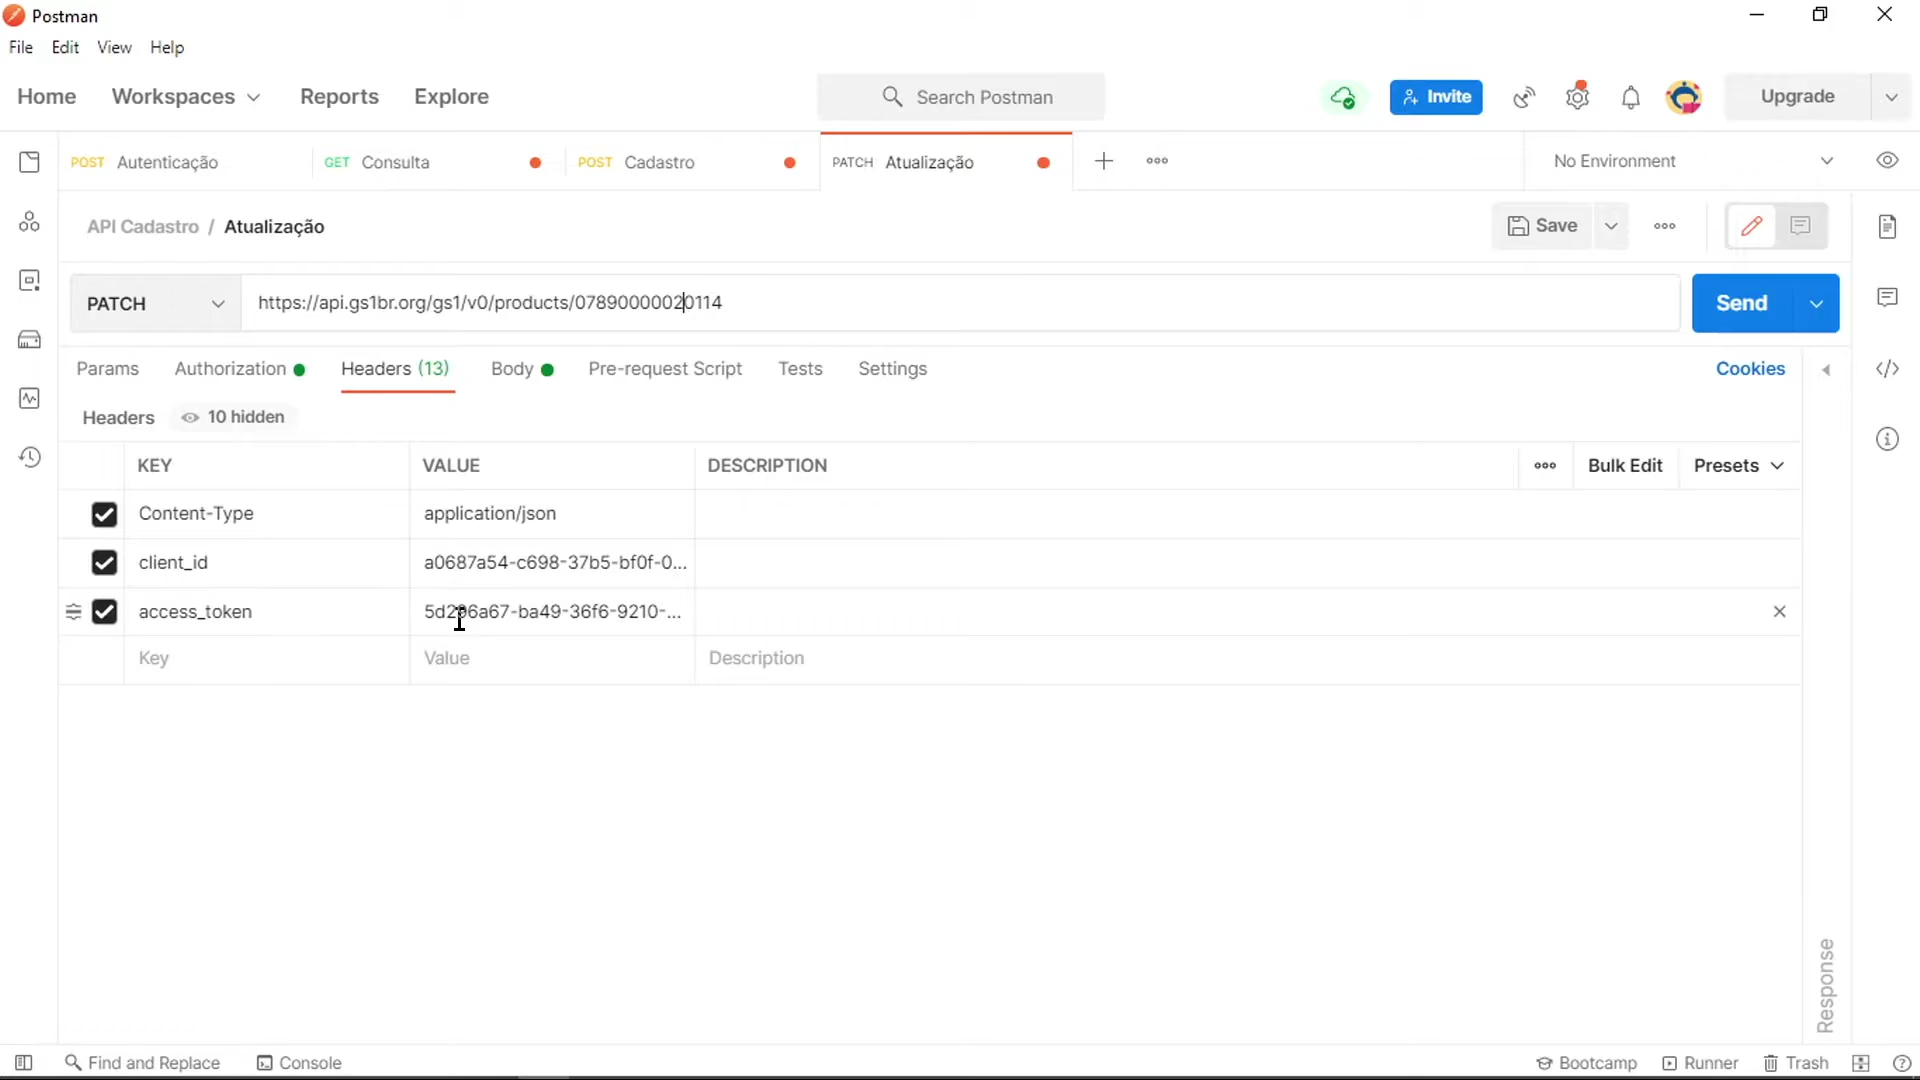 Postman
File Edit View Help
Home Workspaces Reports Explore Search Postman Invite Upgrade
POST Autenticação GET Consulta POST Cadastro PATCH Atualização No Environment
API Cadastro / Atualização Save
PATCH https://api.gs1br.org/gs1/v0/products/07890000020114 Send
Params Authorization Headers (13) Body Pre-request Script Tests Settings Cookies
Headers 10 hidden
KEY VALUE DESCRIPTION Bulk Edit Presets
Content-Type application/json
client_id a0687a54-c698-37b5-bf0f-0...
access_token 5d296a67-ba49-36f6-9210-...
Key Value Description
Response
Find and Replace Console Bootcamp Runner Trash